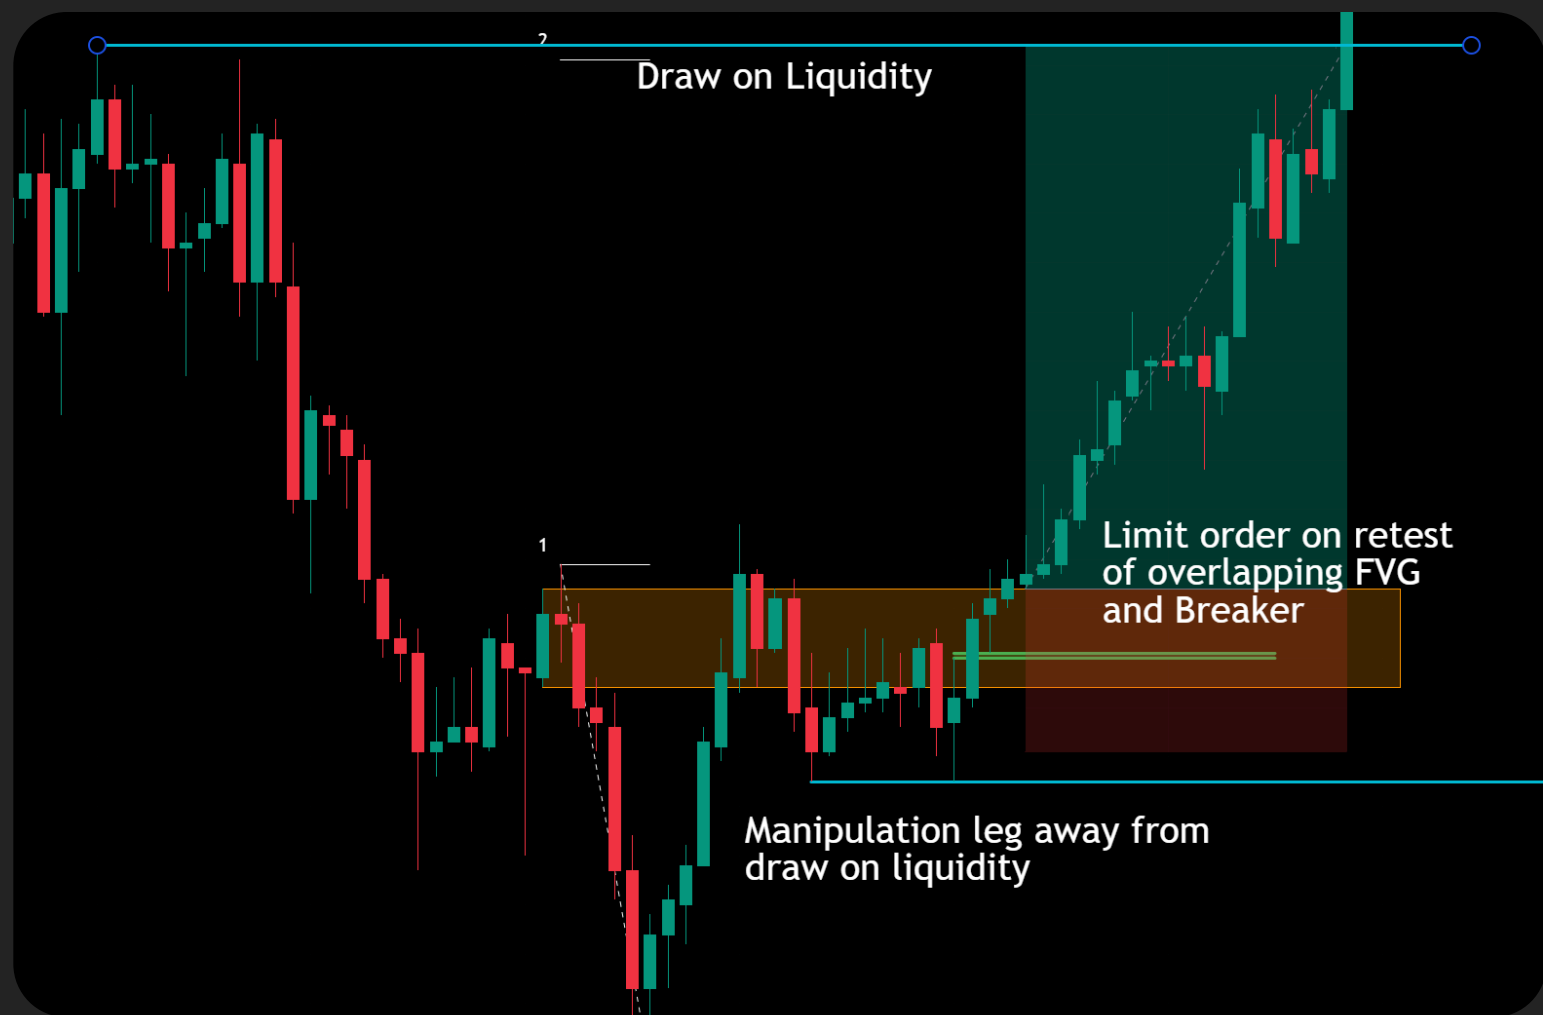 2
Draw on Liquidity
Limit order on retest
of overlapping FVG
and Breaker
1
Manipulation leg away from
draw on liquidity